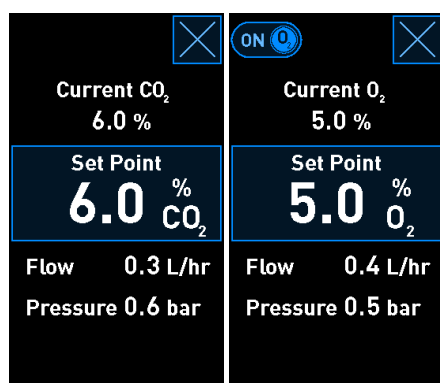 Current CO₂
6.0 %
Set Point
6.0 % CO₂
Flow 0.3 L/hr
Pressure 0.6 bar
ON O₂
Current O₂
5.0 %
Set Point
5.0 % O₂
Flow 0.4 L/hr
Pressure 0.5 bar